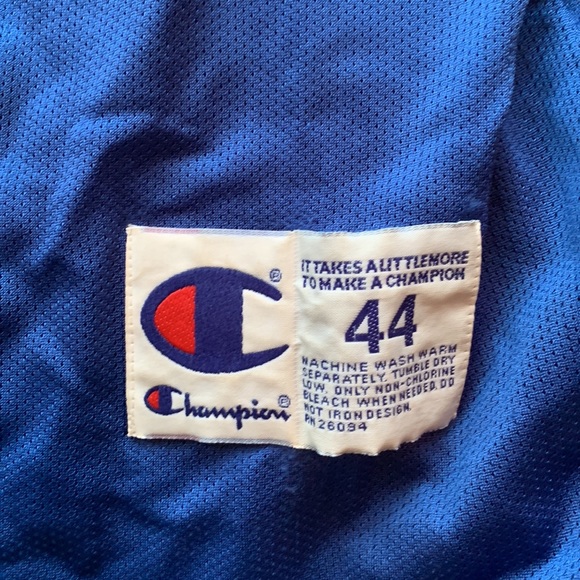 ®
Champion®
IT TAKES A LITTLE MORE
TO MAKE A CHAMPION
44
MACHINE WASH WARM
SEPARATELY. TUMBLE DRY
LOW. ONLY NON-CHLORINE
BLEACH WHEN NEEDED. DO
NOT IRON DESIGN.
RN 26094